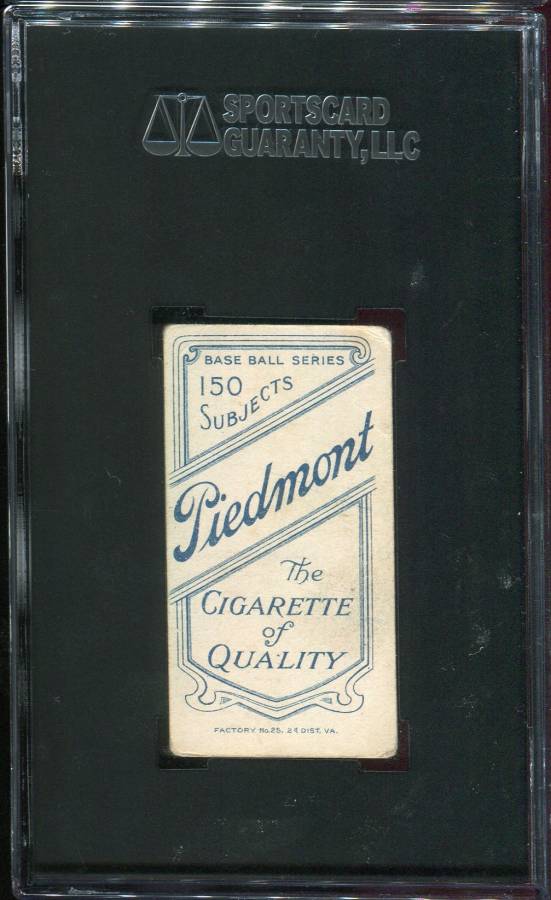 SPORTSCARD
GUARANTY, LLC
BASE BALL SERIES
150
SUBJECTS
Piedmont
The
CIGARETTE
of
QUALITY
FACTORY No. 25, 2d DIST. VA.